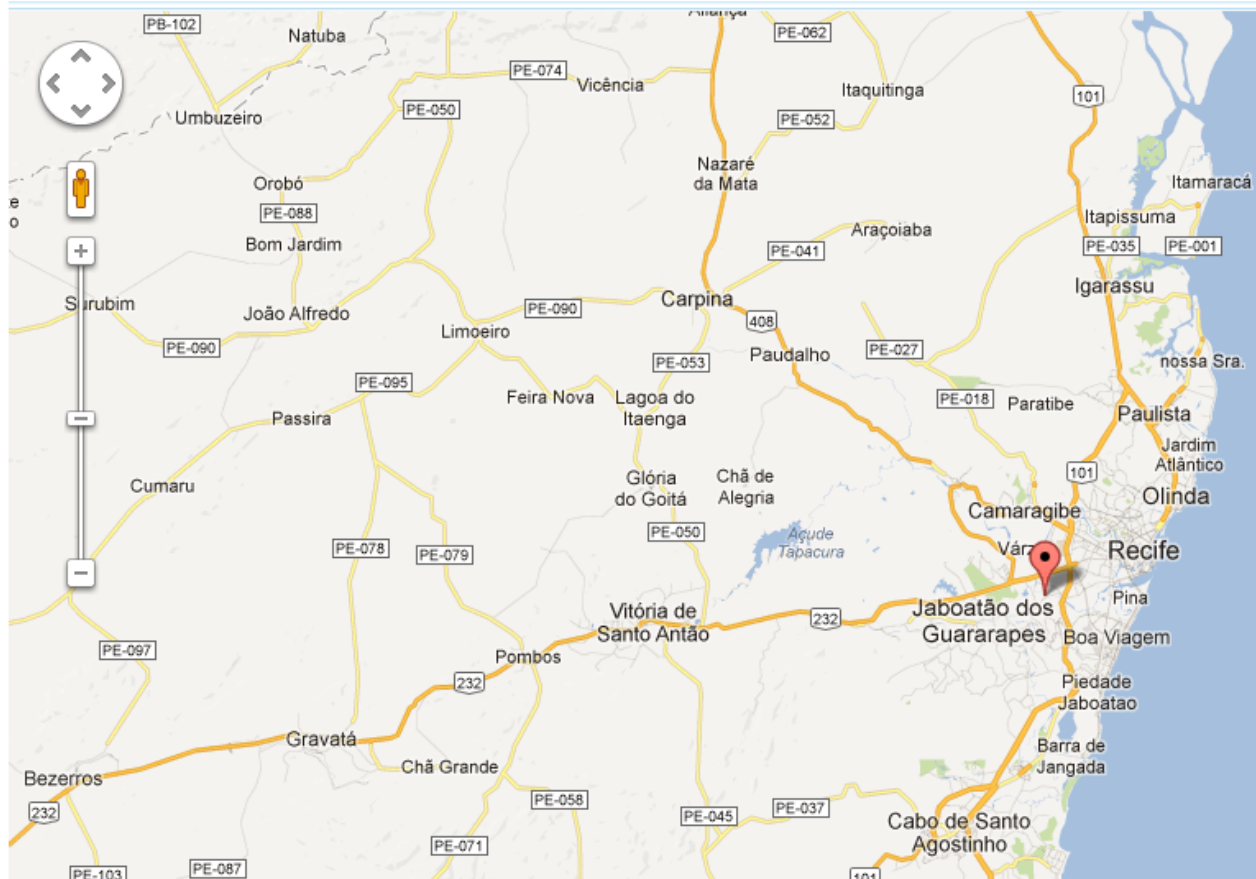 Aliança
PB-102
PE-062
Natuba
PE-074
Vicência
Itaquitinga
101
PE-050
Umbuzeiro
PE-052
Nazaré
da Mata
Orobó
Itamaracá
PE-088
Itapissuma
Bom Jardim
Araçoiaba
PE-041
PE-035
PE-001
Igarassu
Surubim
Carpina
João Alfredo
PE-090
Limoeiro
408
PE-090
Paudalho
PE-027
PE-053
nossa Sra.
PE-095
Feira Nova
Lagoa do
Itaenga
PE-018
Paratibe
Passira
Paulista
Jardim
Atlântico
101
Cumaru
Glória
do Goitá
Chã de
Alegria
Olinda
Camaragibe
PE-050
Açude
Tapacura
PE-078
PE-079
Várz
Recife
Pina
Vitória de
Santo Antão
232
Jaboatão dos
Guararapes
Boa Viagem
PE-097
Pombos
232
Piedade
Jaboatao
Gravatá
Barra de
Jangada
Bezerros
Chã Grande
232
PE-058
PE-045
PE-037
Cabo de Santo
Agostinho
PE-071
PE-103
PE-087
101